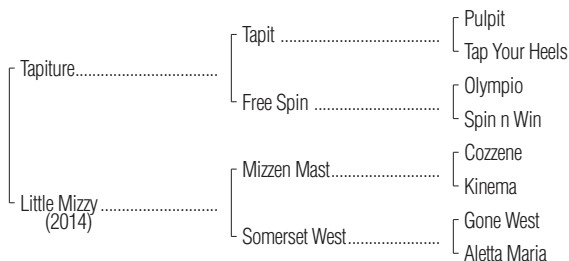 Pulpit
Tapit
Tap Your Heels
Tapiture
Olympio
Free Spin
Spin n Win
Cozzene
Mizzen Mast
Kinema
Little Mizzy
(2014)
Gone West
Somerset West
Aletta Maria